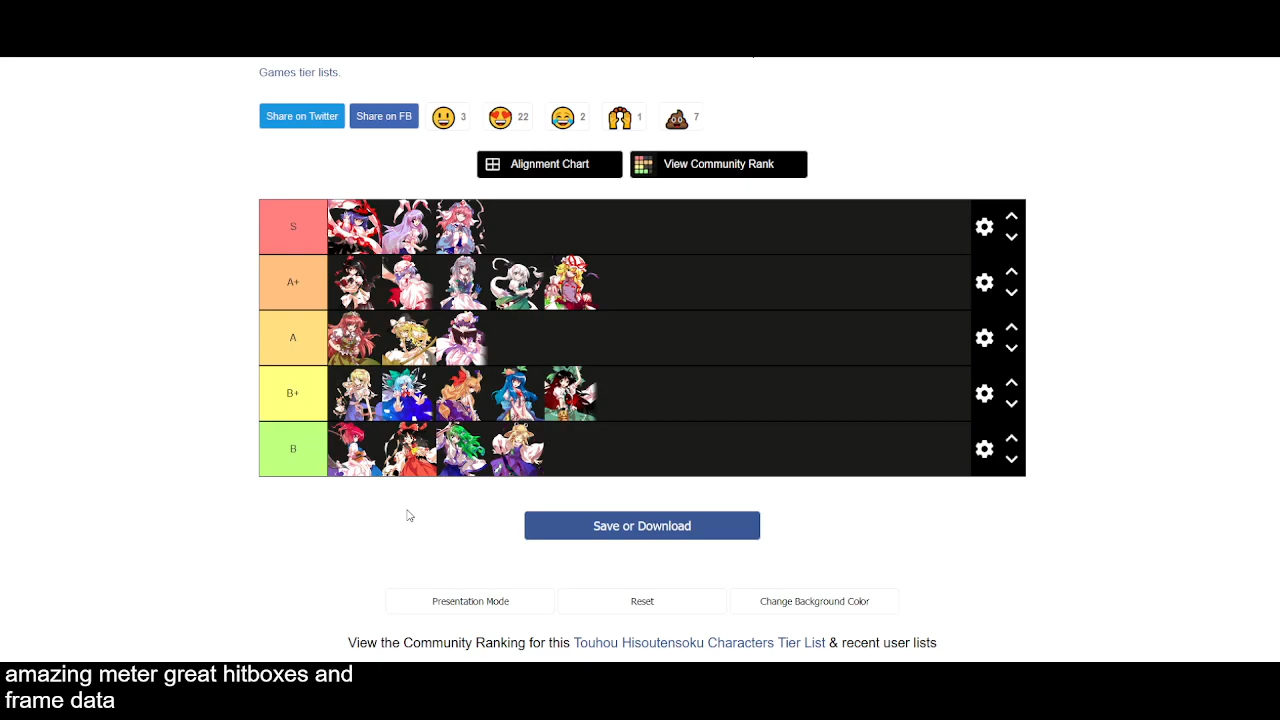 Games tier lists.
Share on Twitter
Share on FB
3
22
2
1
7
Alignment Chart
View Community Rank
S
A+
A
B+
B
Save or Download
Presentation Mode
Reset
Change Background Color
View the Community Ranking for this Touhou Hisoutensoku Characters Tier List & recent user lists
amazing meter great hitboxes and
frame data